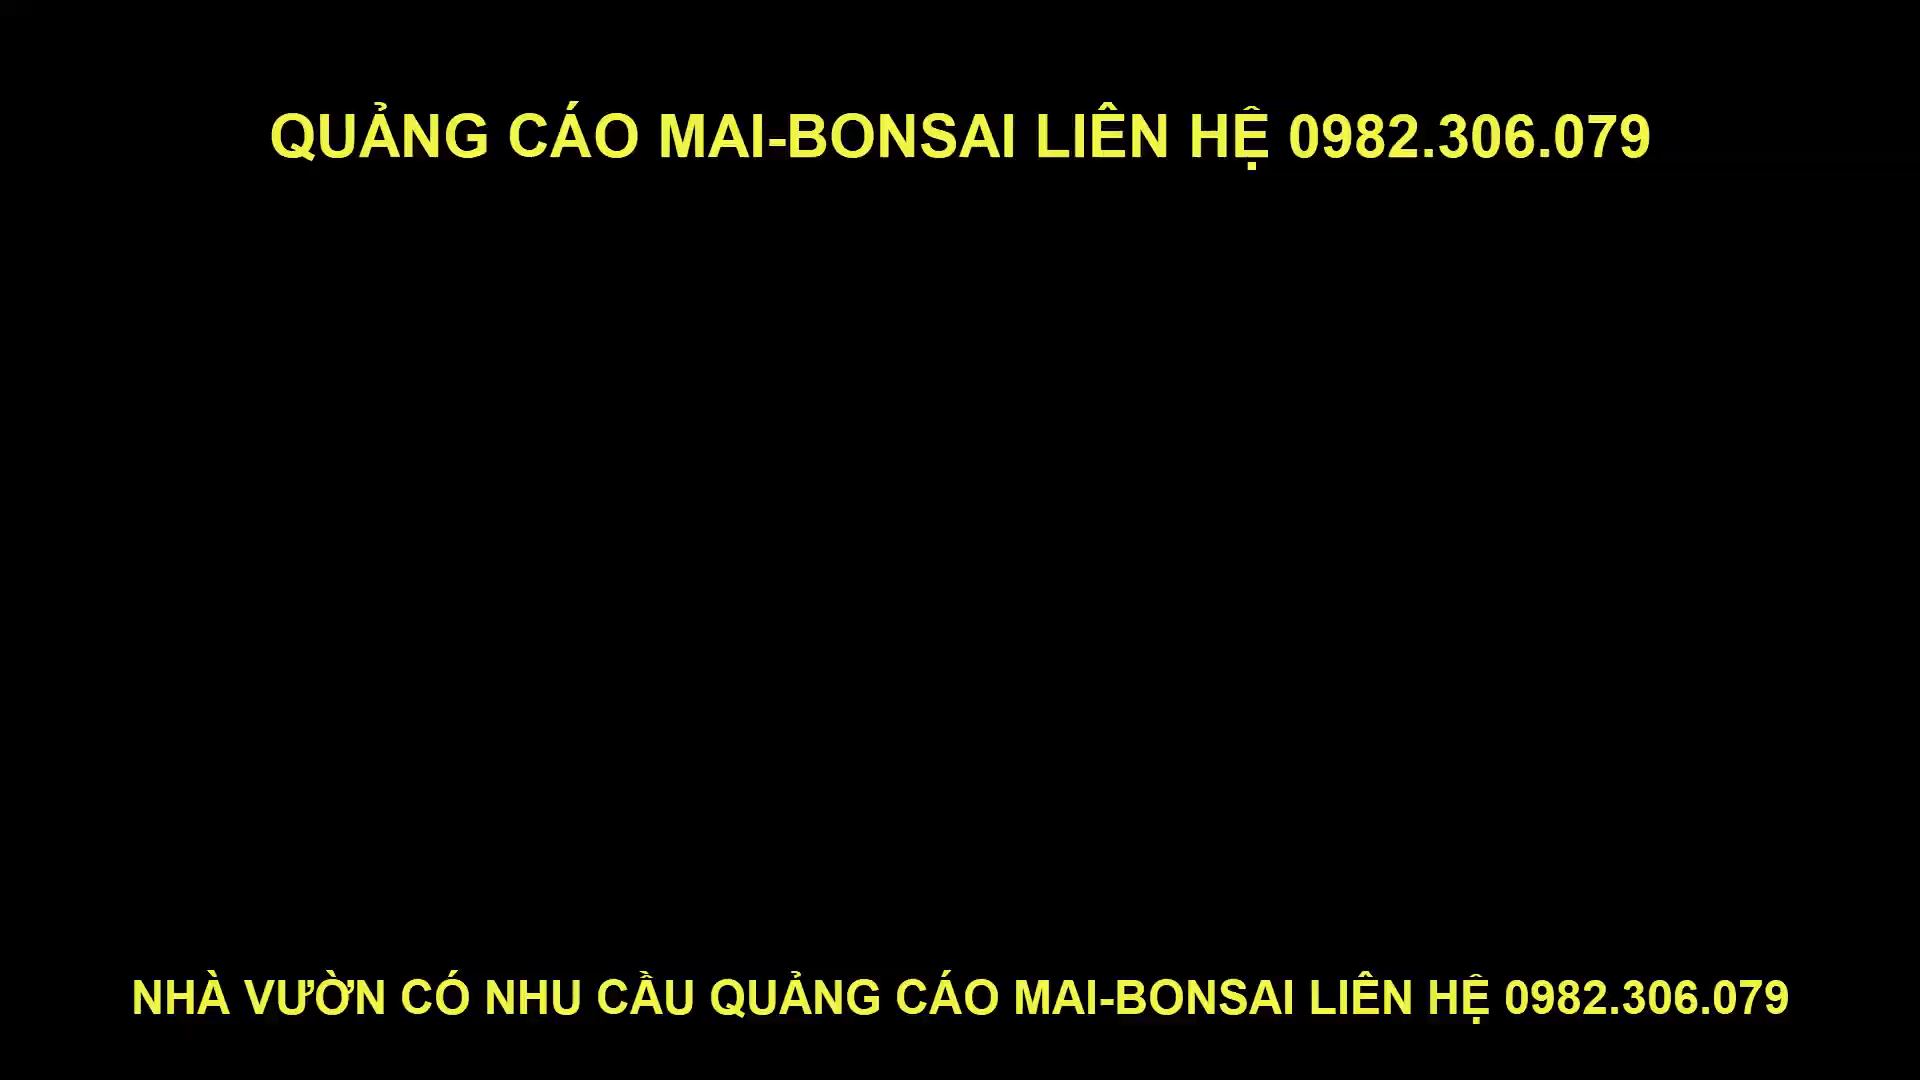 QUẢNG CÁO MAI-BONSAI LIÊN HỆ 0982.306.079
NHÀ VƯỜN CÓ NHU CẦU QUẢNG CÁO MAI-BONSAI LIÊN HỆ 0982.306.079